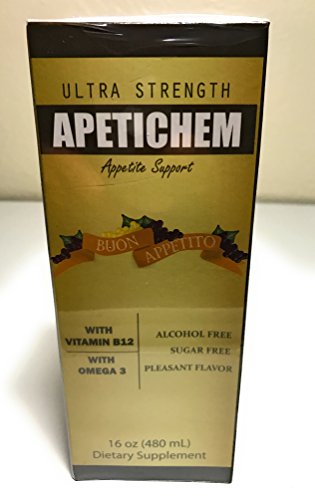 ULTRA STRENGTH
APETICHEM
Appetite Support
BUON APPETITO
WITH
VITAMIN B12
WITH
OMEGA 3
ALCOHOL FREE
SUGAR FREE
PLEASANT FLAVOR
16 oz (480 mL)
Dietary Supplement